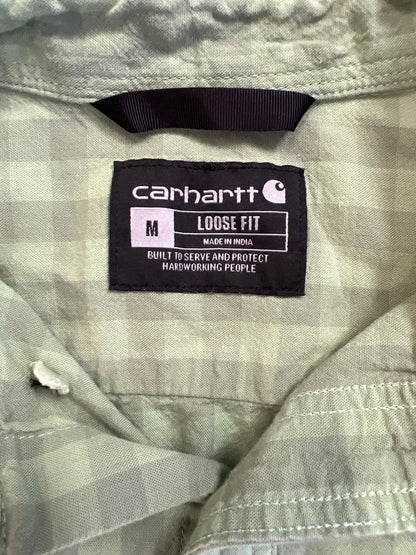 carhartt
M LOOSE FIT
MADE IN INDIA
BUILT TO SERVE AND PROTECT
HARDWORKING PEOPLE